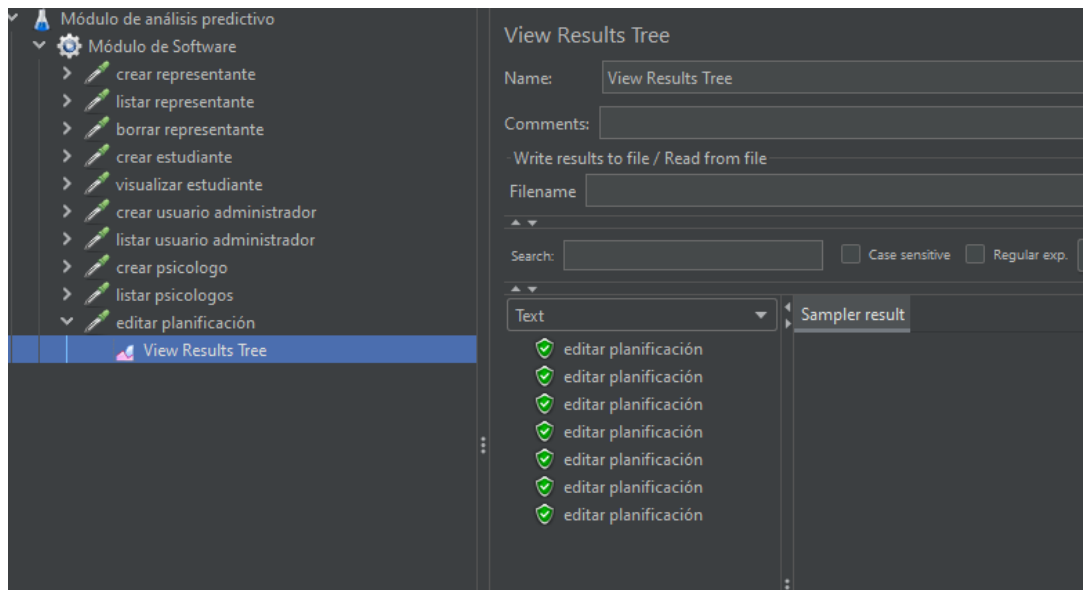 Módulo de análisis predictivo
Módulo de Software
crear representante
listar representante
borrar representante
crear estudiante
visualizar estudiante
crear usuario administrador
listar usuario administrador
crear psicologo
listar psicologos
editar planificación
View Results Tree
View Results Tree
Name: View Results Tree
Comments:
Write results to file / Read from file
Filename
Search: Case sensitive Regular exp.
Text Sampler result
editar planificación
editar planificación
editar planificación
editar planificación
editar planificación
editar planificación
editar planificación